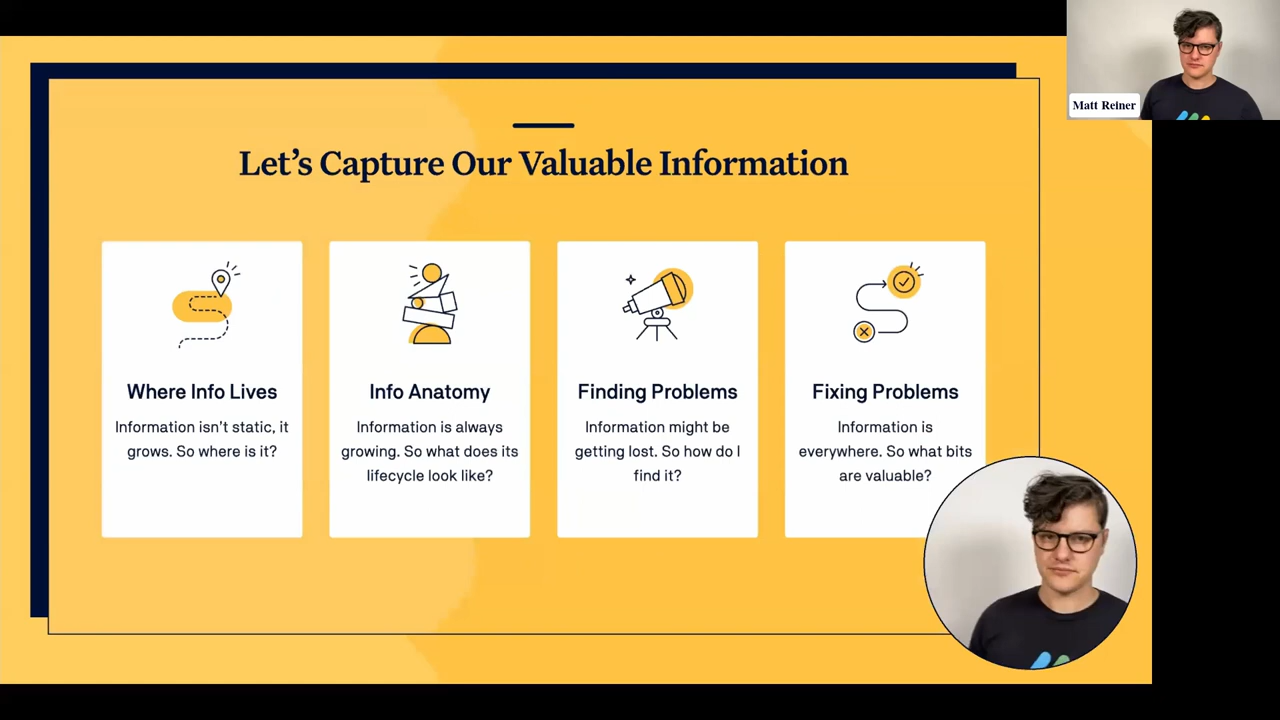 Matt Reiner
Let’s Capture Our Valuable Information
Where Info Lives
Information isn’t static, it
grows. So where is it?
Info Anatomy
Information is always
growing. So what does its
lifecycle look like?
Finding Problems
Information might be
getting lost. So how do I
find it?
Fixing Problems
Information is
everywhere. So what bits
are valuable?